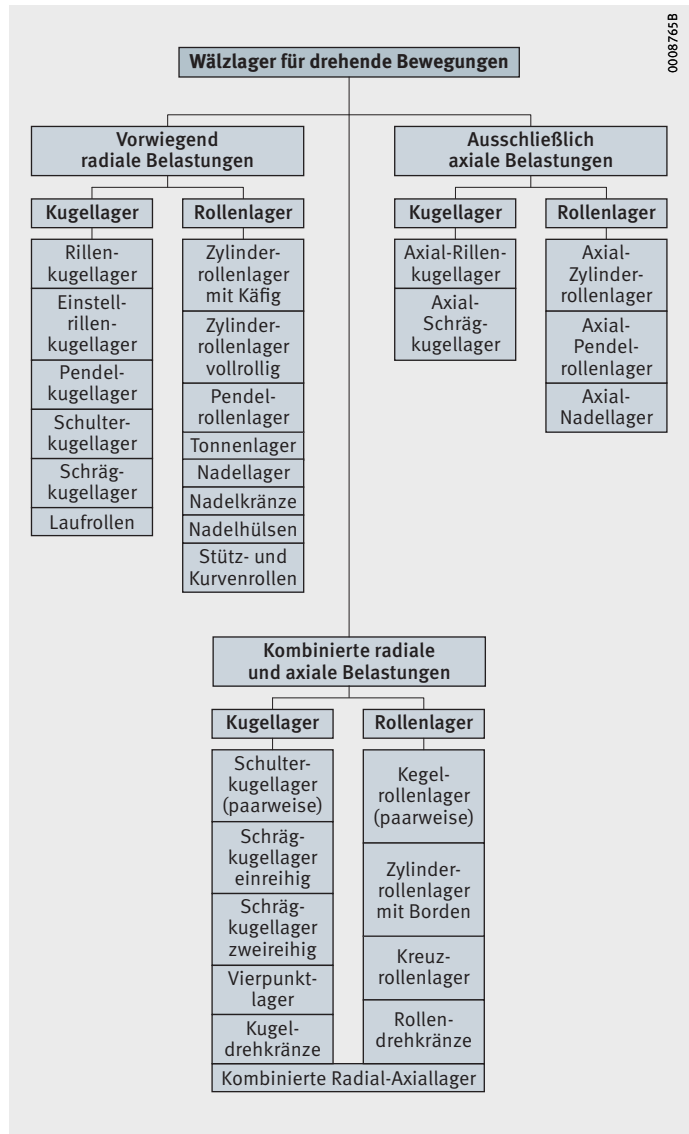 0008765B
Wälzlager für drehende Bewegungen
Vorwiegend
radiale Belastungen
Kugellager
Rillen-
kugellager
Einstell-
rillen-
kugellager
Pendel-
kugellager
Schulter-
kugellager
Schräg-
kugellager
Laufrollen
Rollenlager
Zylinder-
rollenlager
mit Käfig
Zylinder-
rollenlager
vollrollig
Pendel-
rollenlager
Tonnenlager
Nadellager
Nadelkränze
Nadelhülsen
Stütz- und
Kurvenrollen
Ausschließlich
axiale Belastungen
Kugellager
Axial-Rillen-
kugellager
Axial-
Schräg-
kugellager
Rollenlager
Axial-
Zylinder-
rollenlager
Axial-
Pendel-
rollenlager
Axial-
Nadellager
Kombinierte radiale
und axiale Belastungen
Kugellager
Schulter-
kugellager
(paarweise)
Schräg-
kugellager
einreihig
Schräg-
kugellager
zweireihig
Vierpunkt-
lager
Kugel-
drehkränze
Rollenlager
Kegel-
rollenlager
(paarweise)
Zylinder-
rollenlager
mit Borden
Kreuz-
rollenlager
Rollen-
drehkränze
Kombinierte Radial-Axiallager